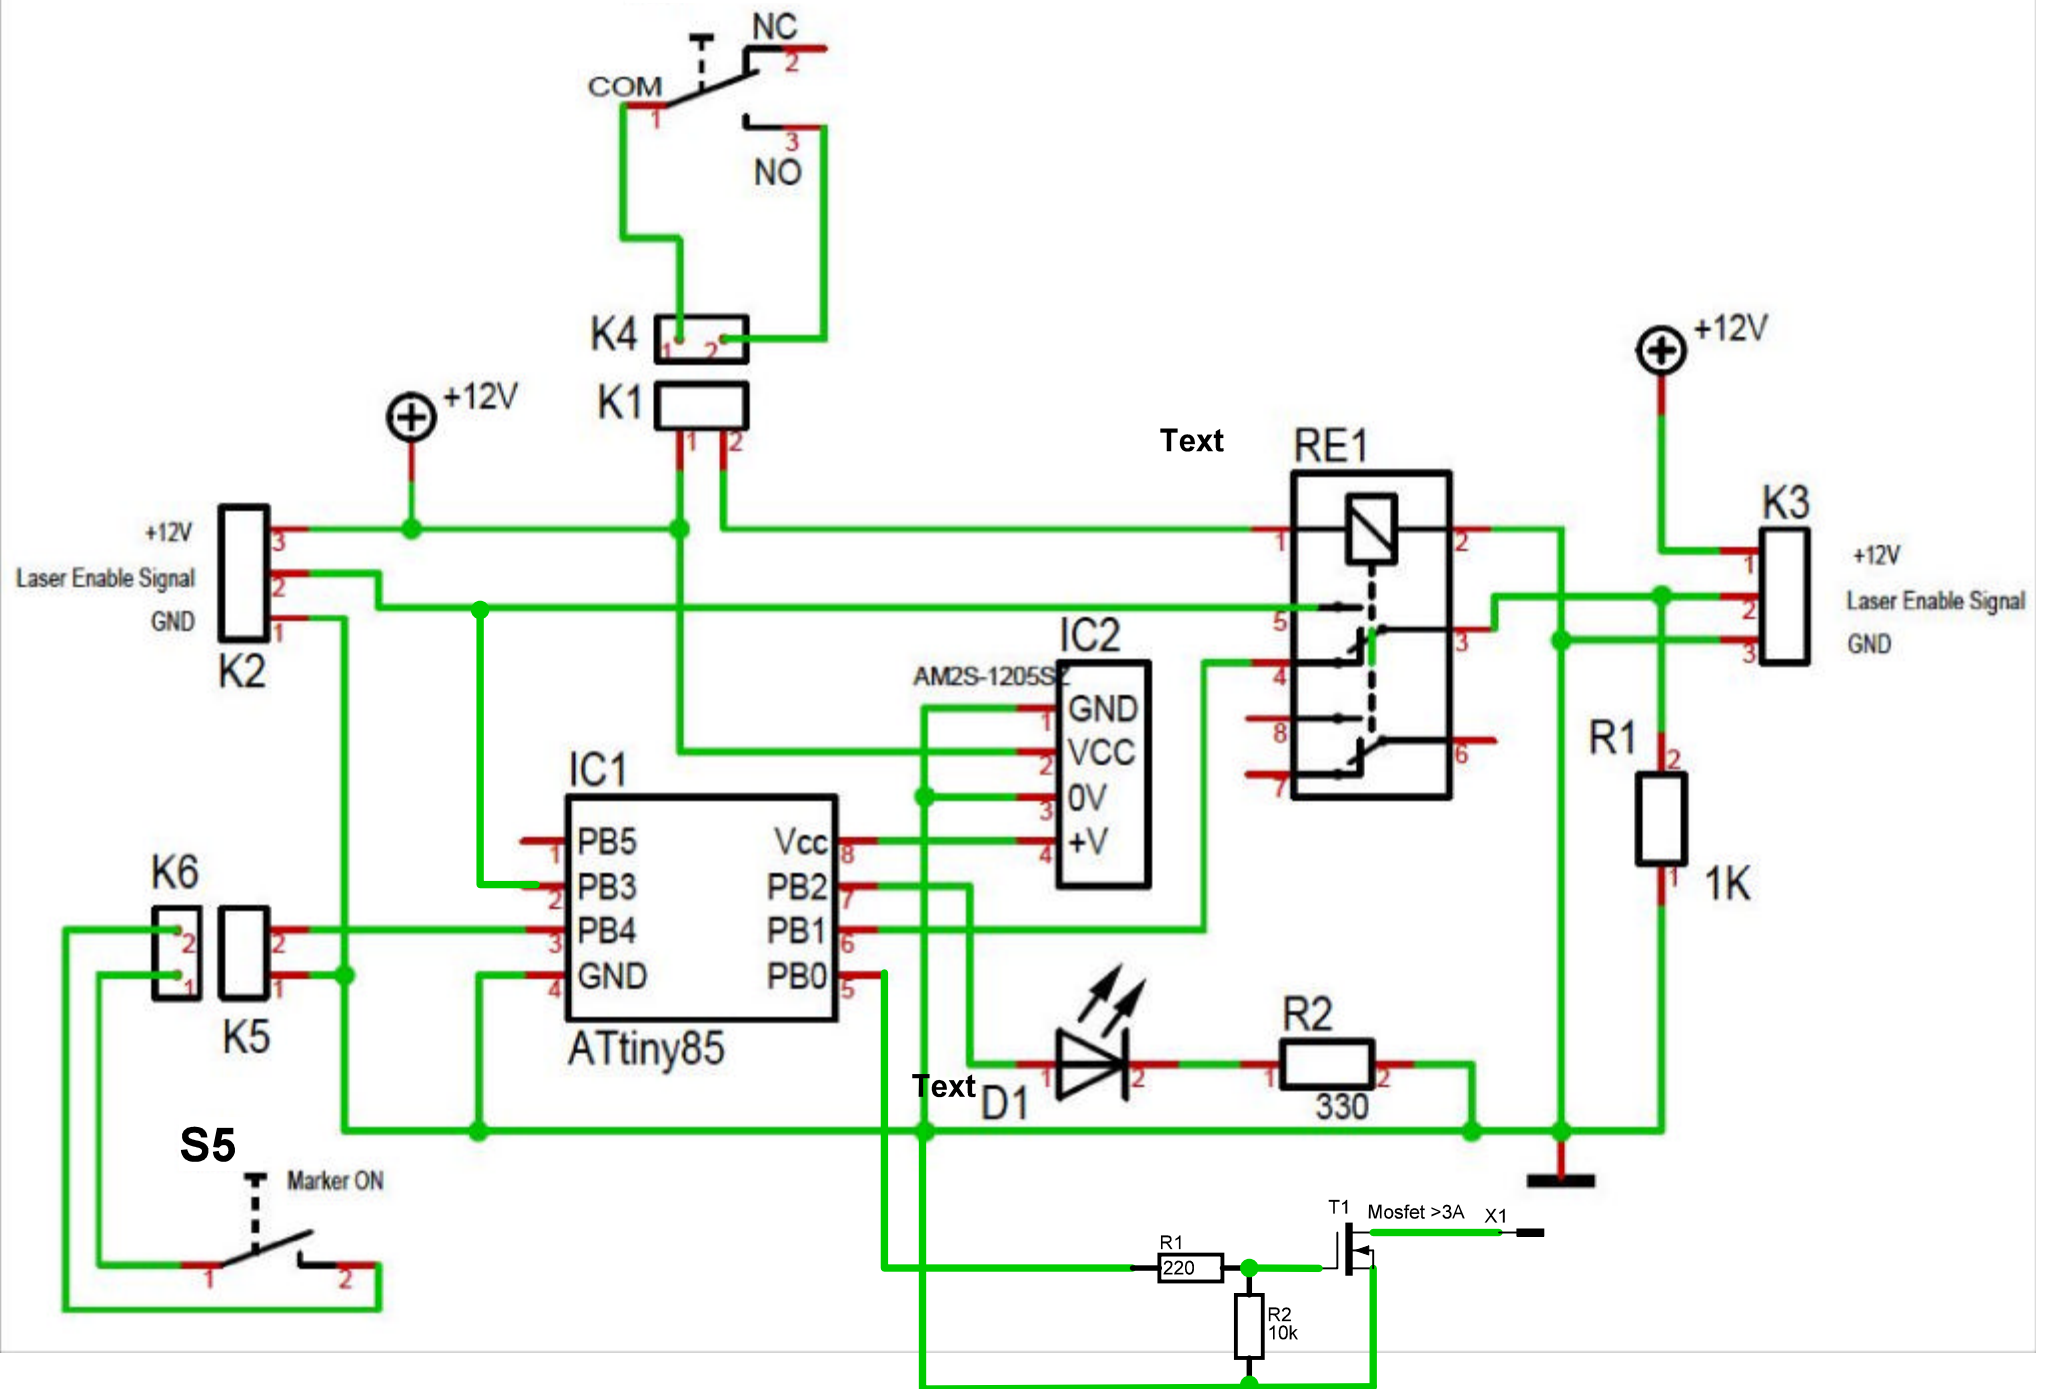 NC
2
COM
1
3
NO
K4
1 2
K1
1 2
+12V
+12V
Text
RE1
K3
+12V
3
1 2
1
+12V
Laser Enable Signal
2
2
Laser Enable Signal
GND
1
5
3
3
GND
K2
IC2
4
AM2S-1205SZ
1
GND
8
R1
2
2
VCC
6
IC1
7
3
0V
PB5
Vcc
1
8
4
+V
K6
PB3
PB2
2
7
1
1K
2
2
PB4
PB1
3
6
1
1
GND
PB0
4
5
K5
R2
ATtiny85
Text
1
2
1
2
D1
330
S5
Marker ON
T1
Mosfet >3A
X1
R1
220
1
2
R2
10k